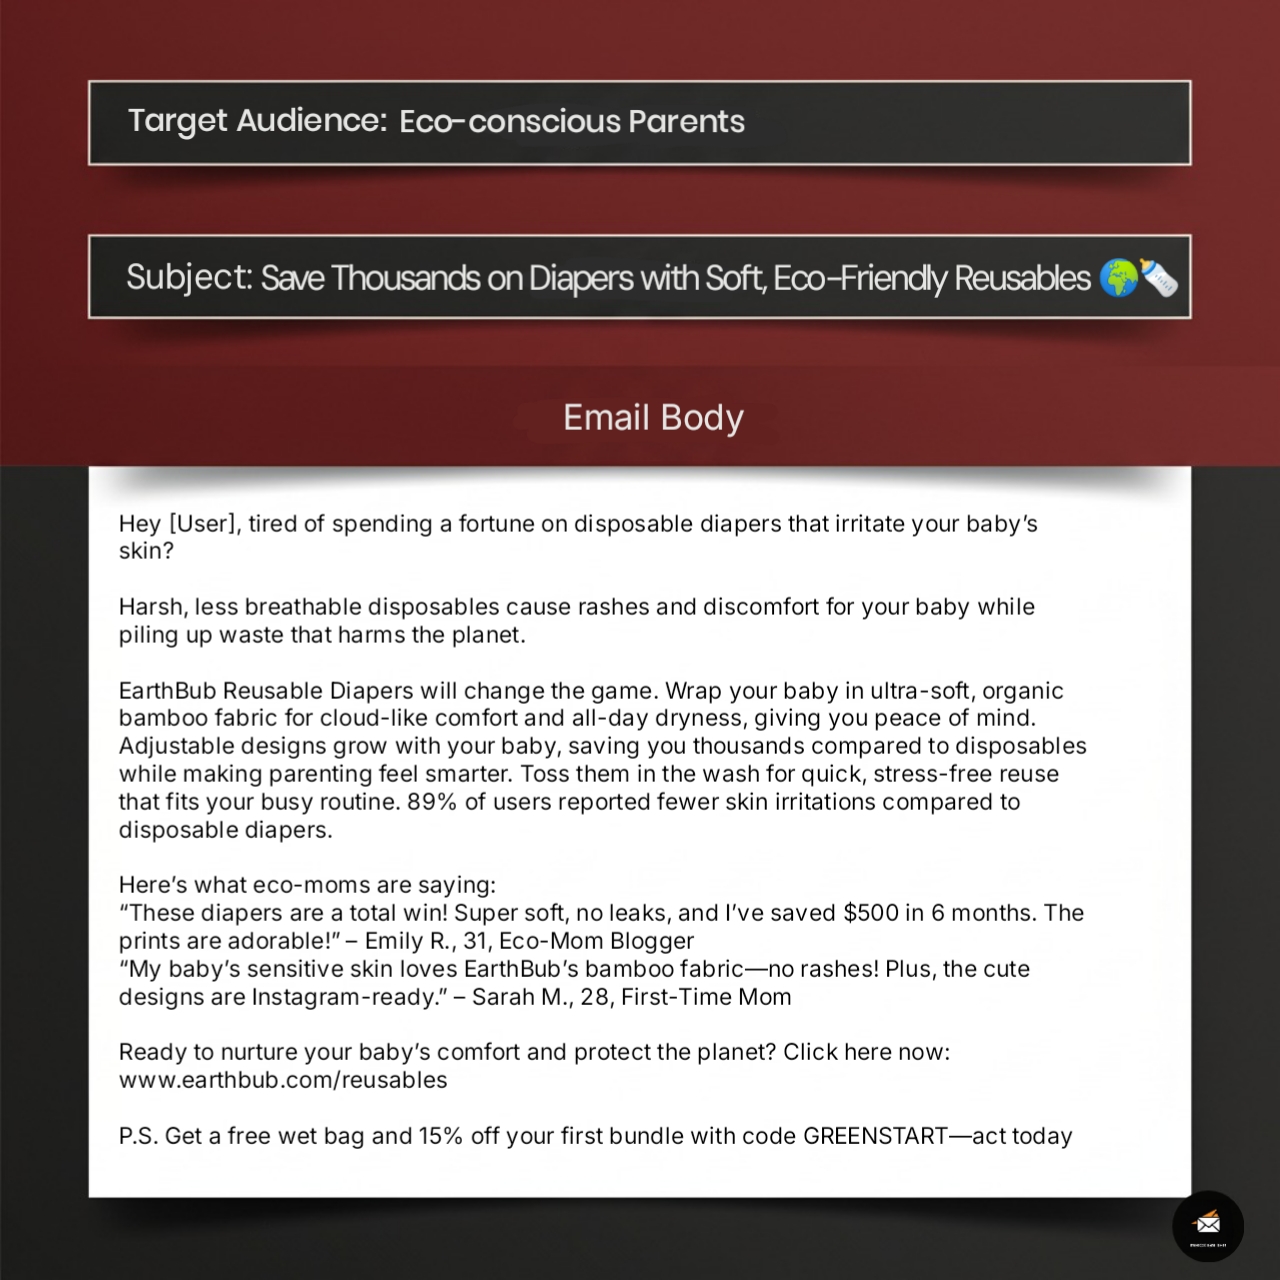 Target Audience: Eco-conscious Parents
Subject: Save Thousands on Diapers with Soft, Eco-Friendly Reusables 🌍🍼
Email Body
Hey [User], tired of spending a fortune on disposable diapers that irritate your baby’s
skin?
Harsh, less breathable disposables cause rashes and discomfort for your baby while
piling up waste that harms the planet.
EarthBub Reusable Diapers will change the game. Wrap your baby in ultra-soft, organic
bamboo fabric for cloud-like comfort and all-day dryness, giving you peace of mind.
Adjustable designs grow with your baby, saving you thousands compared to disposables
while making parenting feel smarter. Toss them in the wash for quick, stress-free reuse
that fits your busy routine. 89% of users reported fewer skin irritations compared to
disposable diapers.
Here’s what eco-moms are saying:
“These diapers are a total win! Super soft, no leaks, and I’ve saved $500 in 6 months. The
prints are adorable!” – Emily R., 31, Eco-Mom Blogger
“My baby’s sensitive skin loves EarthBub’s bamboo fabric—no rashes! Plus, the cute
designs are Instagram-ready.” – Sarah M., 28, First-Time Mom
Ready to nurture your baby’s comfort and protect the planet? Click here now:
www.earthbub.com/reusables
P.S. Get a free wet bag and 15% off your first bundle with code GREENSTART—act today